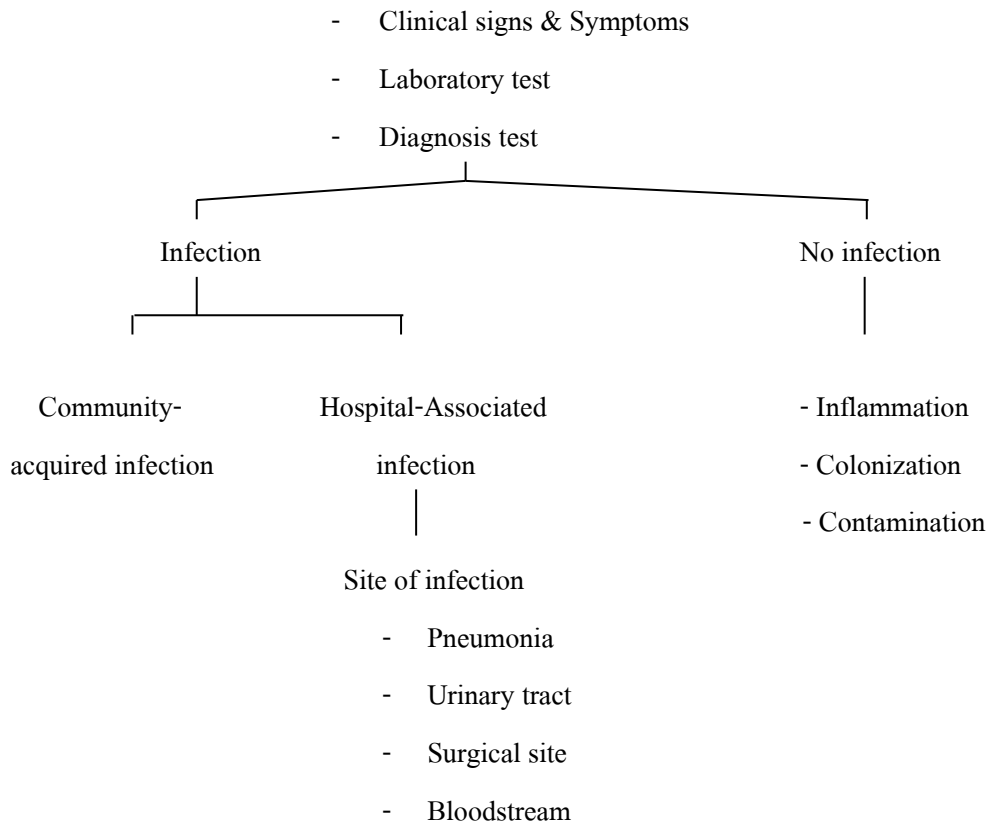 - Clinical signs & Symptoms
- Laboratory test
- Diagnosis test
Infection
No infection
Community-
acquired infection
Hospital-Associated
infection
Site of infection
- Pneumonia
- Urinary tract
- Surgical site
- Bloodstream
- Inflammation
- Colonization
- Contamination